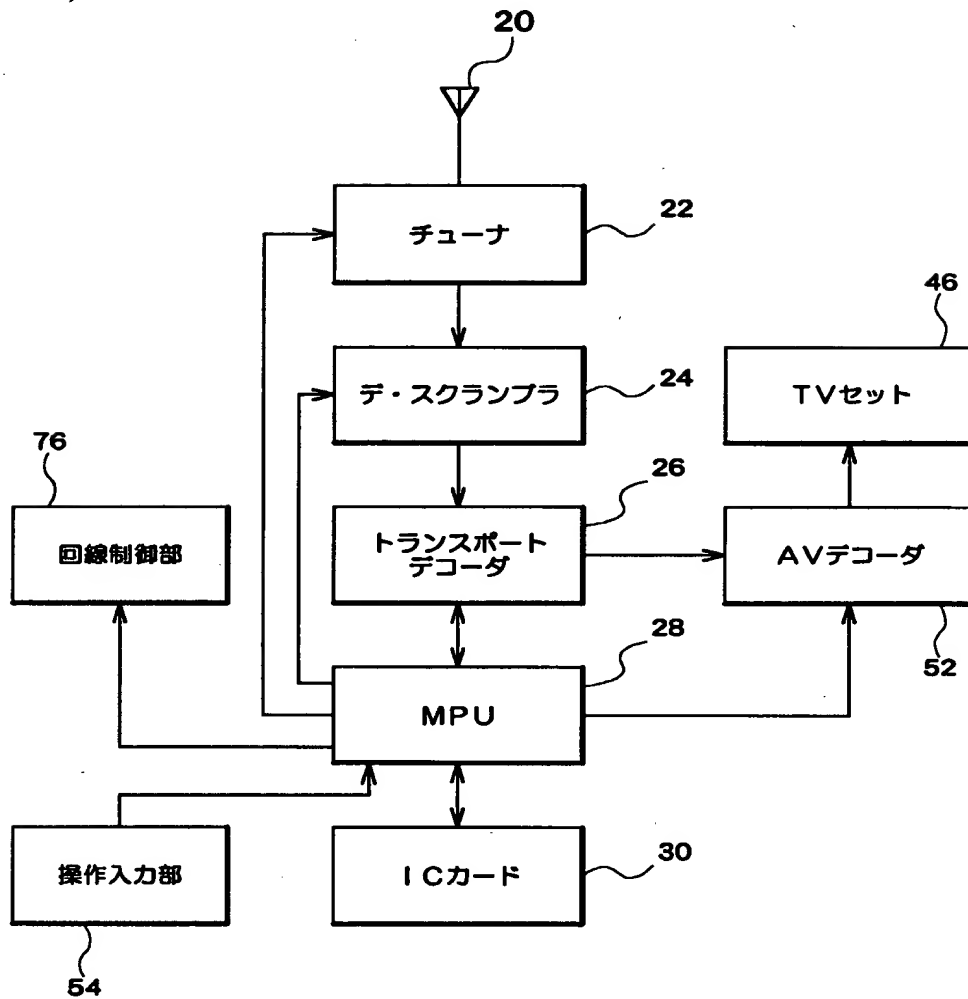 20
チューナ
22
46
デ・スクランブラ
24
TVセット
76
26
回線制御部
トランスポート
デコーダ
AVデコーダ
28
52
MPU
操作入力部
ICカード
30
54